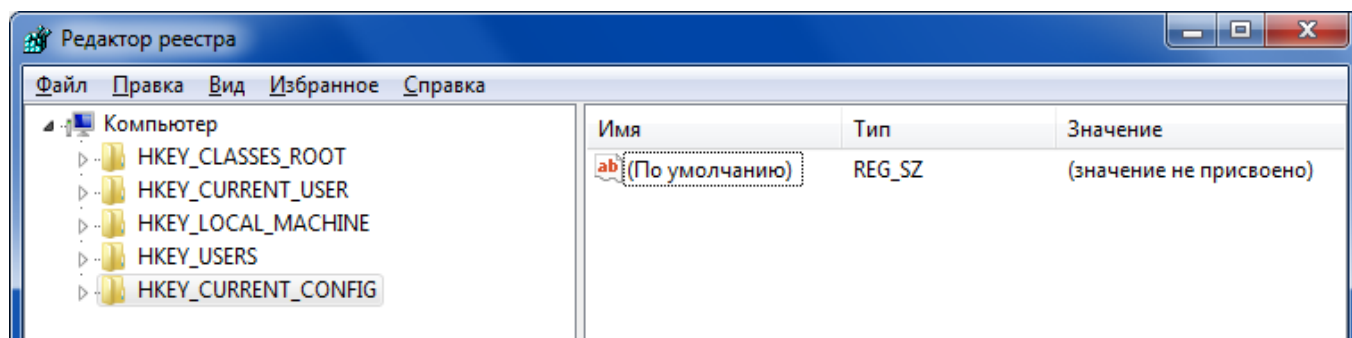 Редактор реестра
Файл Правка Вид Избранное Справка
Компьютер
HKEY_CLASSES_ROOT
HKEY_CURRENT_USER
HKEY_LOCAL_MACHINE
HKEY_USERS
HKEY_CURRENT_CONFIG
Имя Тип Значение
ab (По умолчанию) REG_SZ (значение не присвоено)